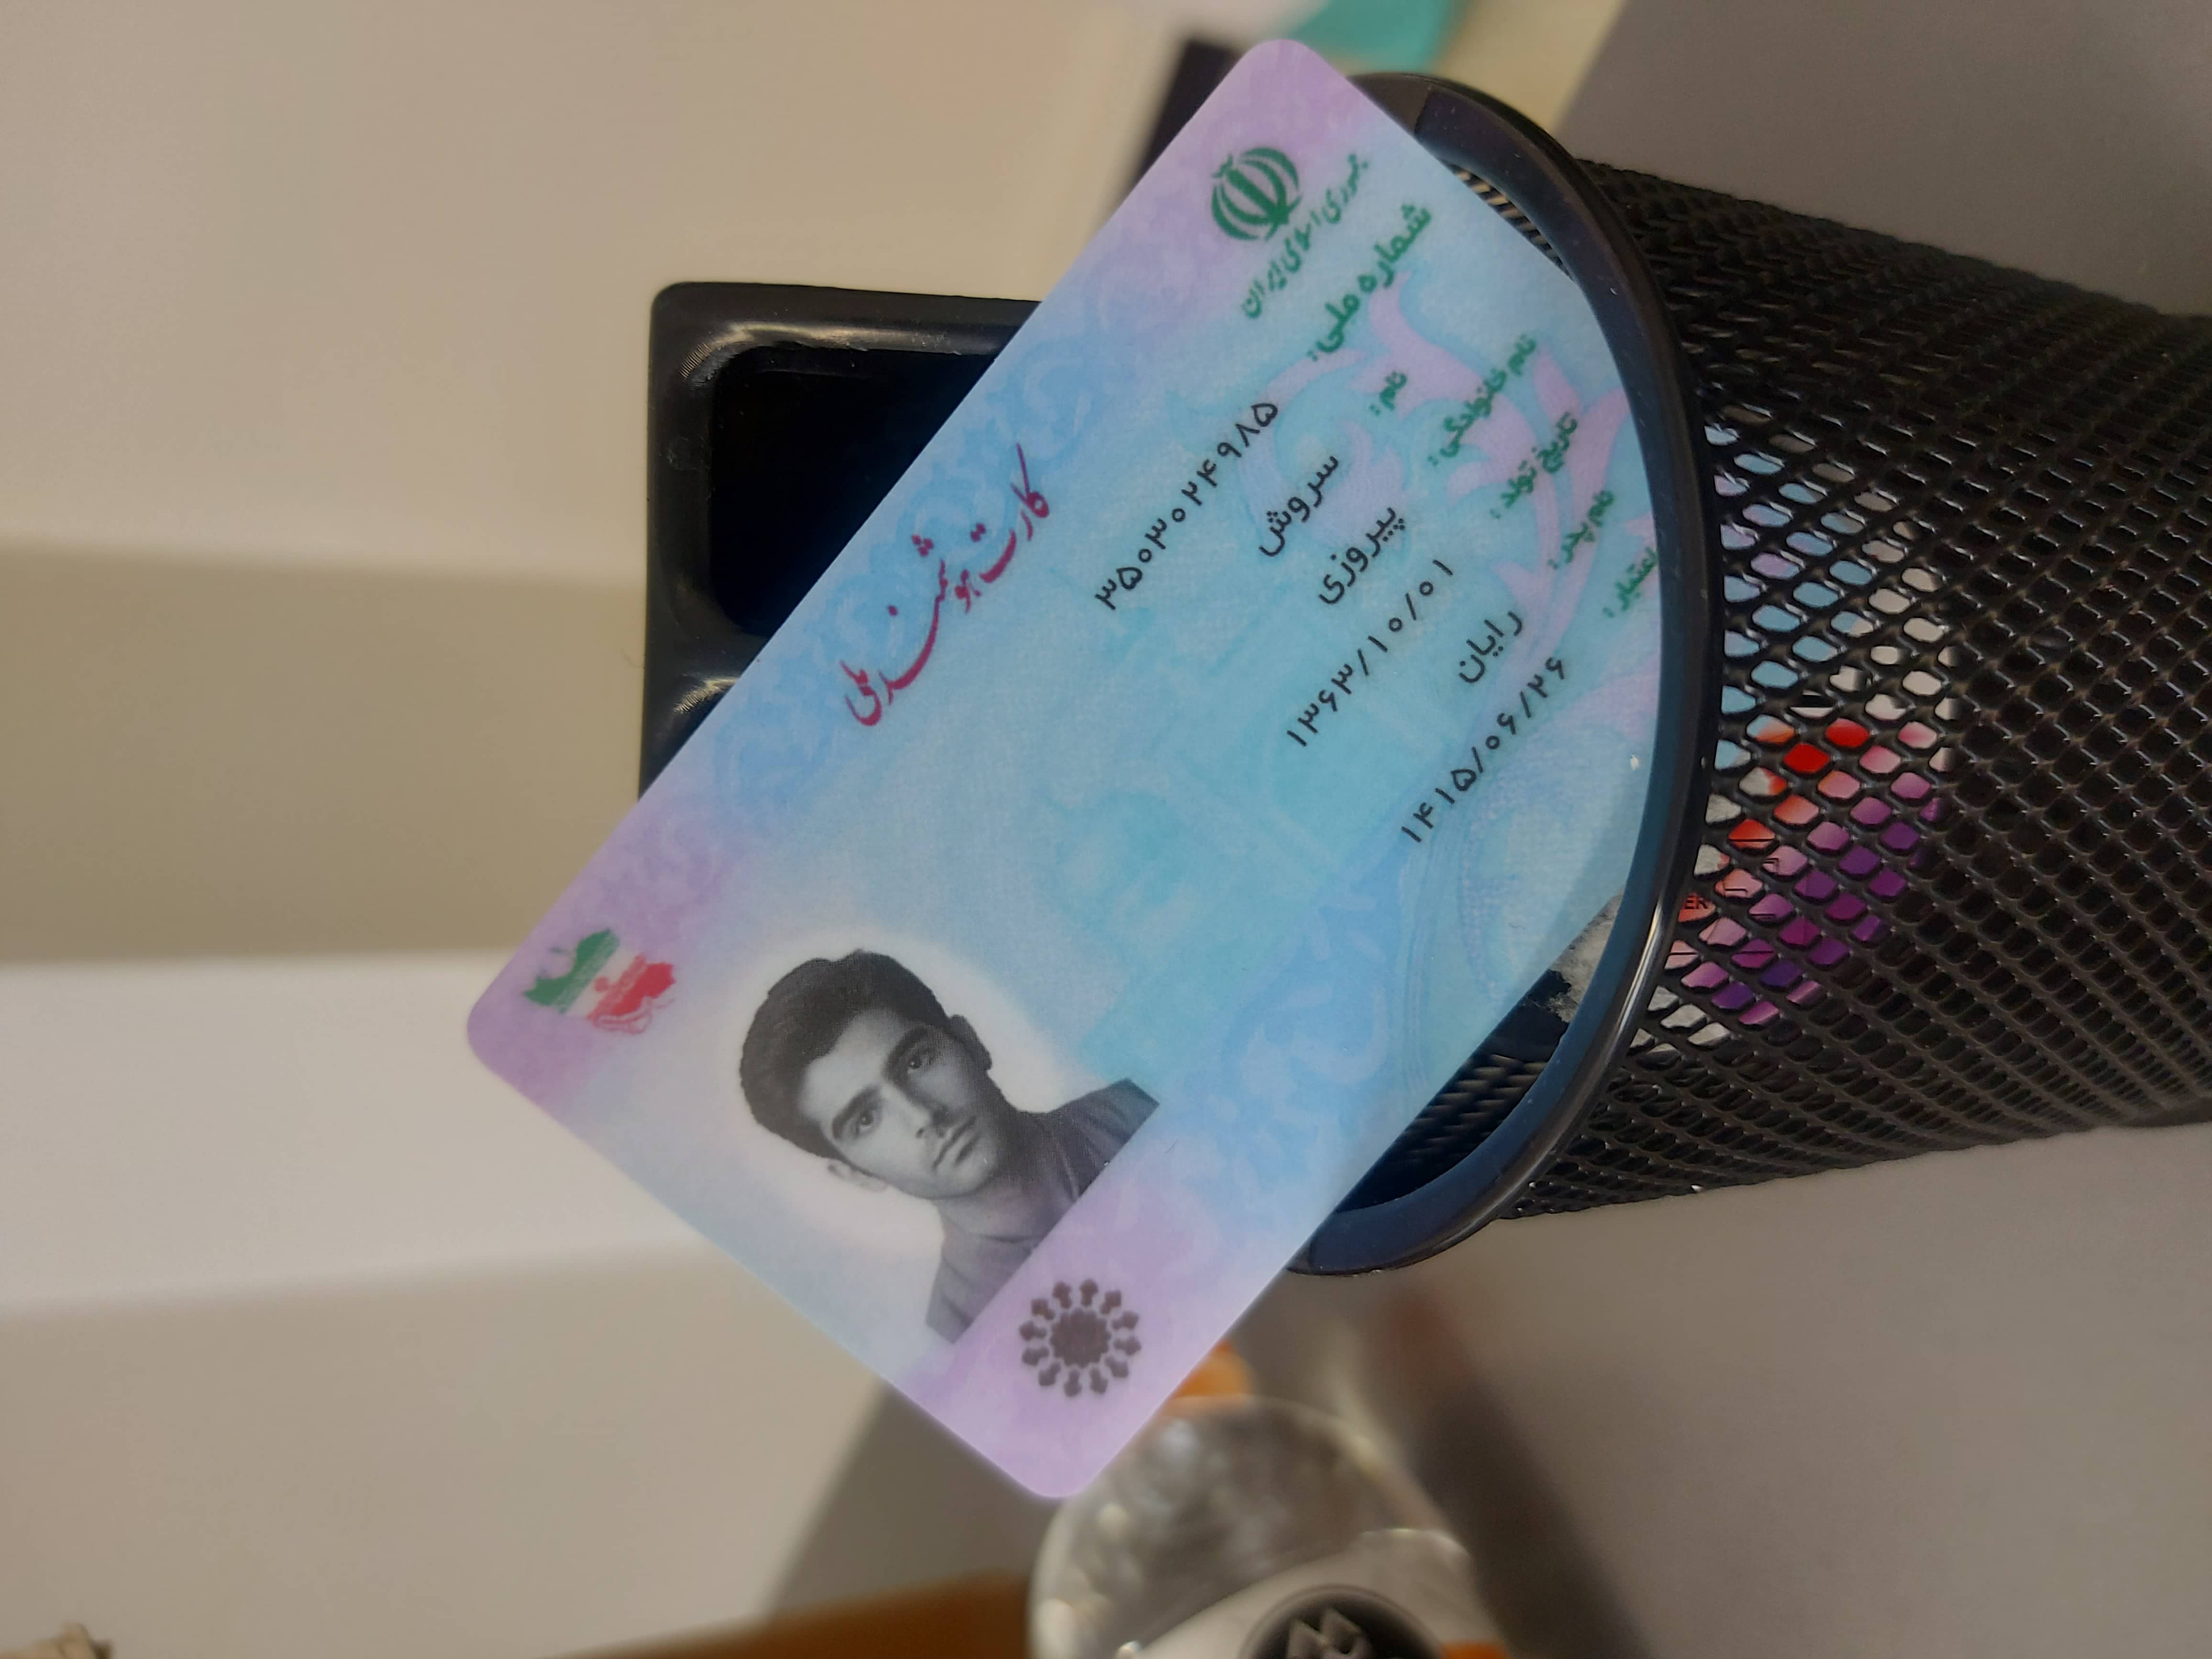 جمهوری اسلامی ایران
کارت هوشمند ملی
شماره ملی: ۳۵۰۳۰۲۴۹۸۵
نام: سروش
نام خانوادگی: پیروزی
تاریخ تولد: ۱۳۶۳/۱۰/۰۱
نام پدر: رایان
اعتبار: ۱۴۱۵/۰۶/۲۶
ER